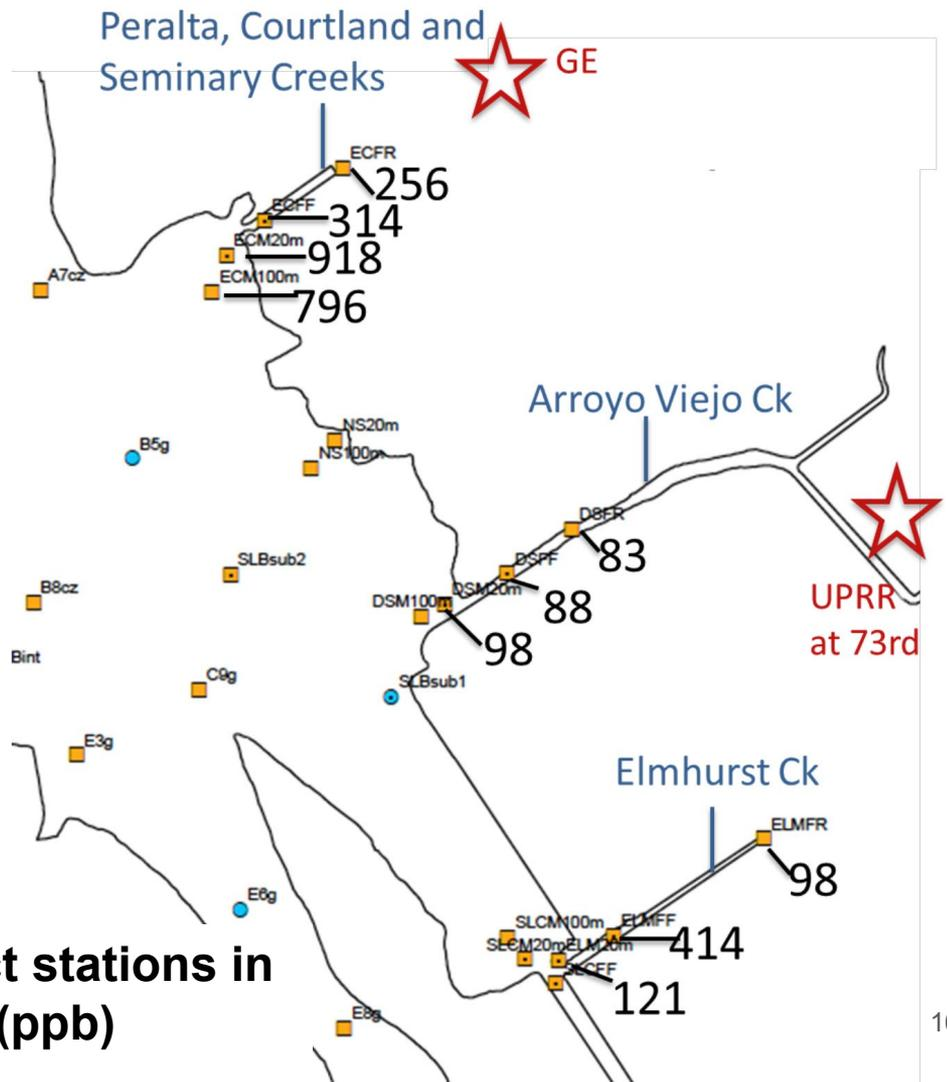 Peralta, Courtland and
Seminary Creeks
GE
ECFR
256
ECFF
314
ECM20m
918
ECM100m
796
A7cz
Arroyo Viejo Ck
NS20m
NS100m
B5g
DSFR
83
DSFF
88
SLBsub2
DSM20m
DSM100m
98
B8cz
UPRR
at 73rd
Bint
C9g
SLBsub1
E3g
Elmhurst Ck
ELMFR
98
E6g
SLCM100m
ELMFF
414
SLCM20m
ELM20m
SLCFF
121
t stations in
(ppb)
E8g